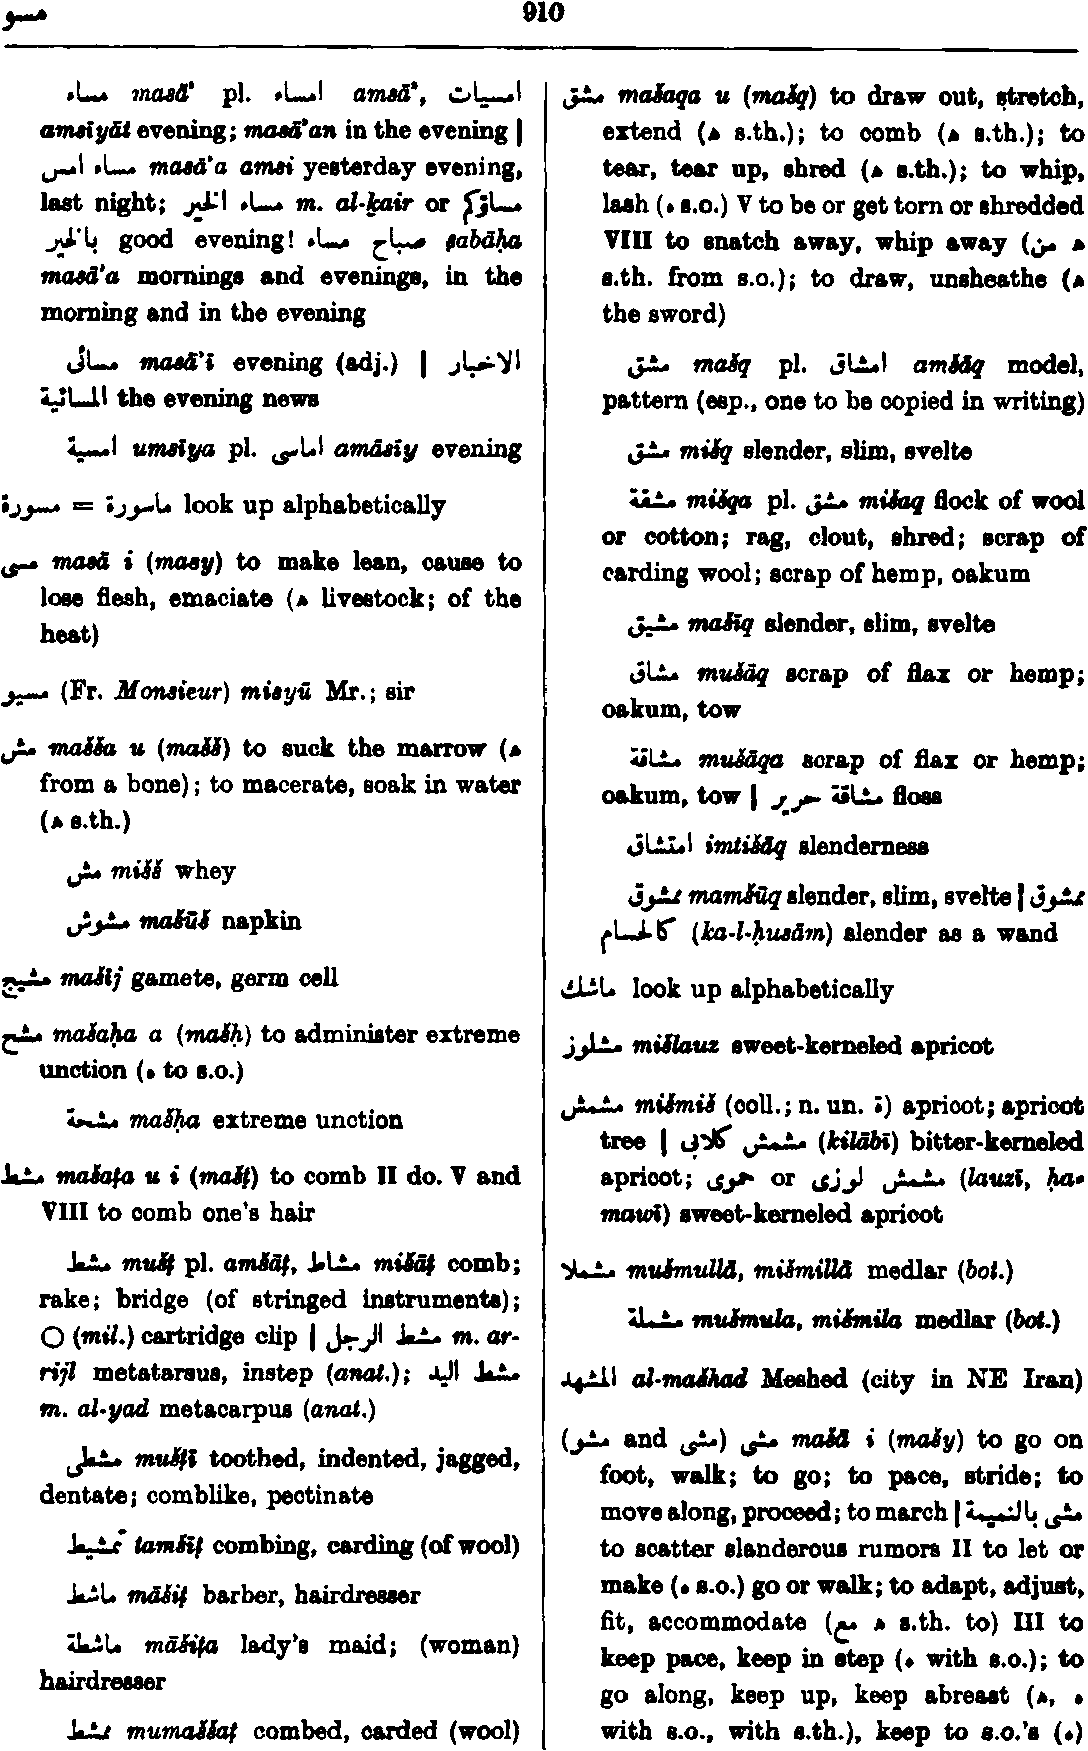 مسو
910
مساء masā’ pl. امساء amsā’, امسيات
amsīyāt evening; masā’an in the evening |
مساء امس masā’a amsi yesterday evening,
last night; مساء الخير m. al-ḵair or مساؤكم
بالخير good evening! صباح مساء ṣabāḥa
masā’a mornings and evenings, in the
morning and in the evening
مسائى masā’ī evening (adj.) | الاخبار
المسائية the evening news
امسية umsīya pl. اماسى amāsīy evening
مسورة = ماسورة look up alphabetically
مسى masā i (masy) to make lean, cause to
lose flesh, emaciate (ه livestock; of the
heat)
مسيو (Fr. Monsieur) misyū Mr.; sir
مش mašša u (mašš) to suck the marrow (ه
from a bone); to macerate, soak in water
(ه s.th.)
مش mišš whey
مشوش mašūš napkin
مشيج mašīj gamete, germ cell
مشح mašaḥa a (mašḥ) to administer extreme
unction (ه to s.o.)
مشحة mašḥa extreme unction
مشط mašaṭa u i (mašṭ) to comb II do. V and
VIII to comb one’s hair
مشط mušṭ pl. amšāṭ, مشاط mišāṭ comb;
rake; bridge (of stringed instruments);
○ (mil.) cartridge clip | مشط الرجل m. ar-
rijl metatarsus, instep (anat.); مشط اليد
m. al-yad metacarpus (anat.)
مشطى mušṭī toothed, indented, jagged,
dentate; comblike, pectinate
تمشيط tamšīṭ combing, carding (of wool)
ماشط māšiṭ barber, hairdresser
ماشطة māšiṭa lady’s maid; (woman)
hairdresser
ممشط mumaššaṭ combed, carded (wool)
مشق mašaqa u (mašq) to draw out, stretch,
extend (ه s.th.); to comb (ه s.th.); to
tear, tear up, shred (ه s.th.); to whip,
lash (ه s.o.) V to be or get torn or shredded
VIII to snatch away, whip away (من ه
s.th. from s.o.); to draw, unsheathe (ه
the sword)
مشق mašq pl. امشاق amšāq model,
pattern (esp., one to be copied in writing)
مشق mišq slender, slim, svelte
مشقة mišqa pl. مشق mišaq flock of wool
or cotton; rag, clout, shred; scrap of
carding wool; scrap of hemp, oakum
مشيق mašīq slender, slim, svelte
مشاق mušāq scrap of flax or hemp;
oakum, tow
مشاقة mušāqa scrap of flax or hemp;
oakum, tow | مشاقة حرير floss
امتشاق imtišāq slenderness
ممشوق mamšūq slender, slim, svelte | ممشوق
كالحسام (ka-l-ḥusām) slender as a wand
ماشك look up alphabetically
مشلوز mišlauz sweet-kerneled apricot
مشمش mišmiš (coll.; n. un. ة) apricot; apricot
tree | مشمش كلابى (kilābī) bitter-kerneled
apricot; مشمش لوزى or حموى (lauzī, ḥa-
mawī) sweet-kerneled apricot
مشملا mušmullā, mišmillā medlar (bot.)
مشملة mušmula, mišmila medlar (bot.)
المشهد al-mašhad Meshed (city in NE Iran)
(مشو and مشى) مشى mašā i (mašy) to go on
foot, walk; to go; to pace, stride; to
move along, proceed; to march | مشى بالنميمة
to scatter slanderous rumors II to let or
make (ه s.o.) go or walk; to adapt, adjust,
fit, accommodate (مع ه s.th. to) III to
keep pace, keep in step (ه with s.o.); to
go along, keep up, keep abreast (ه, ه
with s.o., with s.th.), keep to s.o.’s (ه)